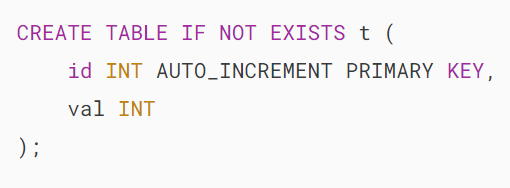 CREATE TABLE IF NOT EXISTS t (
    id INT AUTO_INCREMENT PRIMARY KEY,
    val INT
);